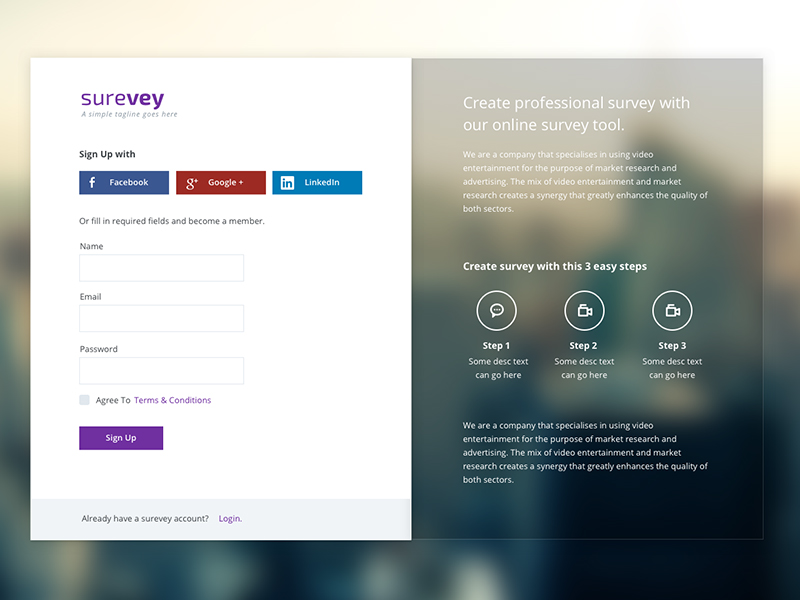 surevey
A simple tagline goes here
Sign Up with
Facebook
Google +
LinkedIn
Or fill in required fields and become a member.
Name
Email
Password
Agree To Terms & Conditions
Sign Up
Already have a surevey account? Login.
Create professional survey with
our online survey tool.
We are a company that specialises in using video
entertainment for the purpose of market research and
advertising. The mix of video entertainment and market
research creates a synergy that greatly enhances the quality of
both sectors.
Create survey with this 3 easy steps
Step 1
Some desc text
can go here
Step 2
Some desc text
can go here
Step 3
Some desc text
can go here
We are a company that specialises in using video
entertainment for the purpose of market research and
advertising. The mix of video entertainment and market
research creates a synergy that greatly enhances the quality of
both sectors.